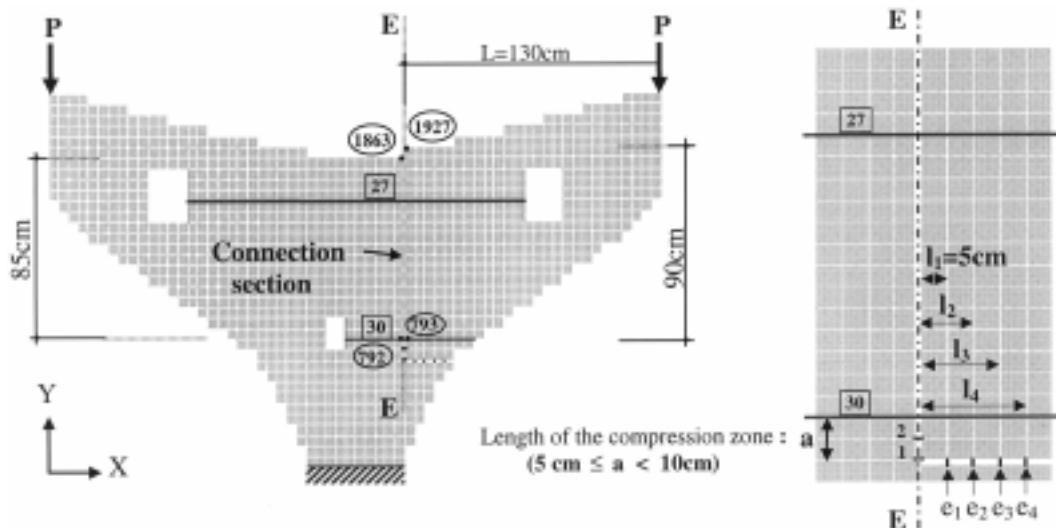 P
E
P
L=130cm
1863
1927
27
85cm
Connection
section
90cm
30
793
792
E
Y
X
Length of the compression zone :
(5 cm ≤ a < 10cm)
E
27
l1=5cm
l2
l3
l4
30
a
2
1
E
e1 e2 e3 e4